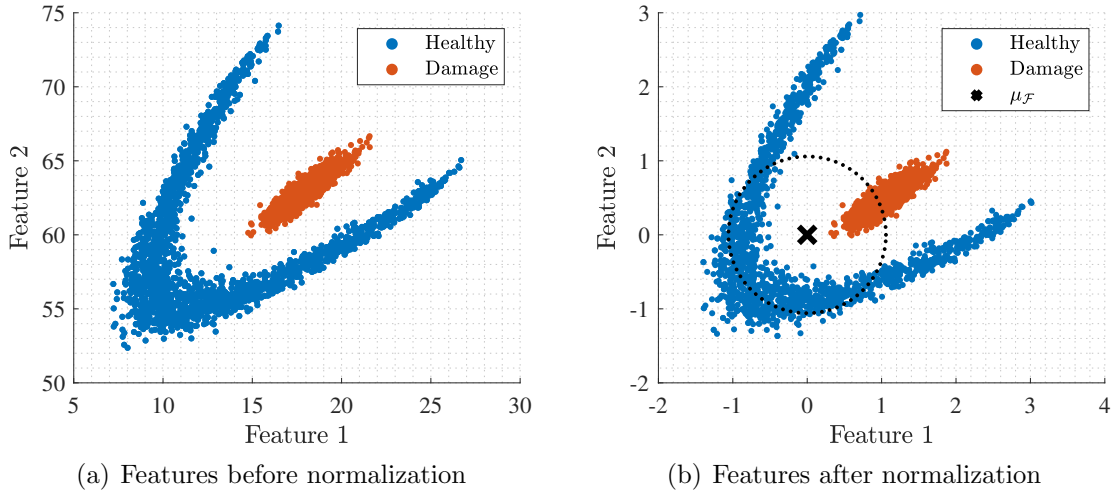 75
70
65
60
55
50
5
10
15
20
25
30
Feature 2
Feature 1
Healthy
Damage
(a) Features before normalization
3
2
1
0
-1
-2
-2
-1
0
1
2
3
4
Feature 2
Feature 1
Healthy
Damage
μ𝓕
(b) Features after normalization